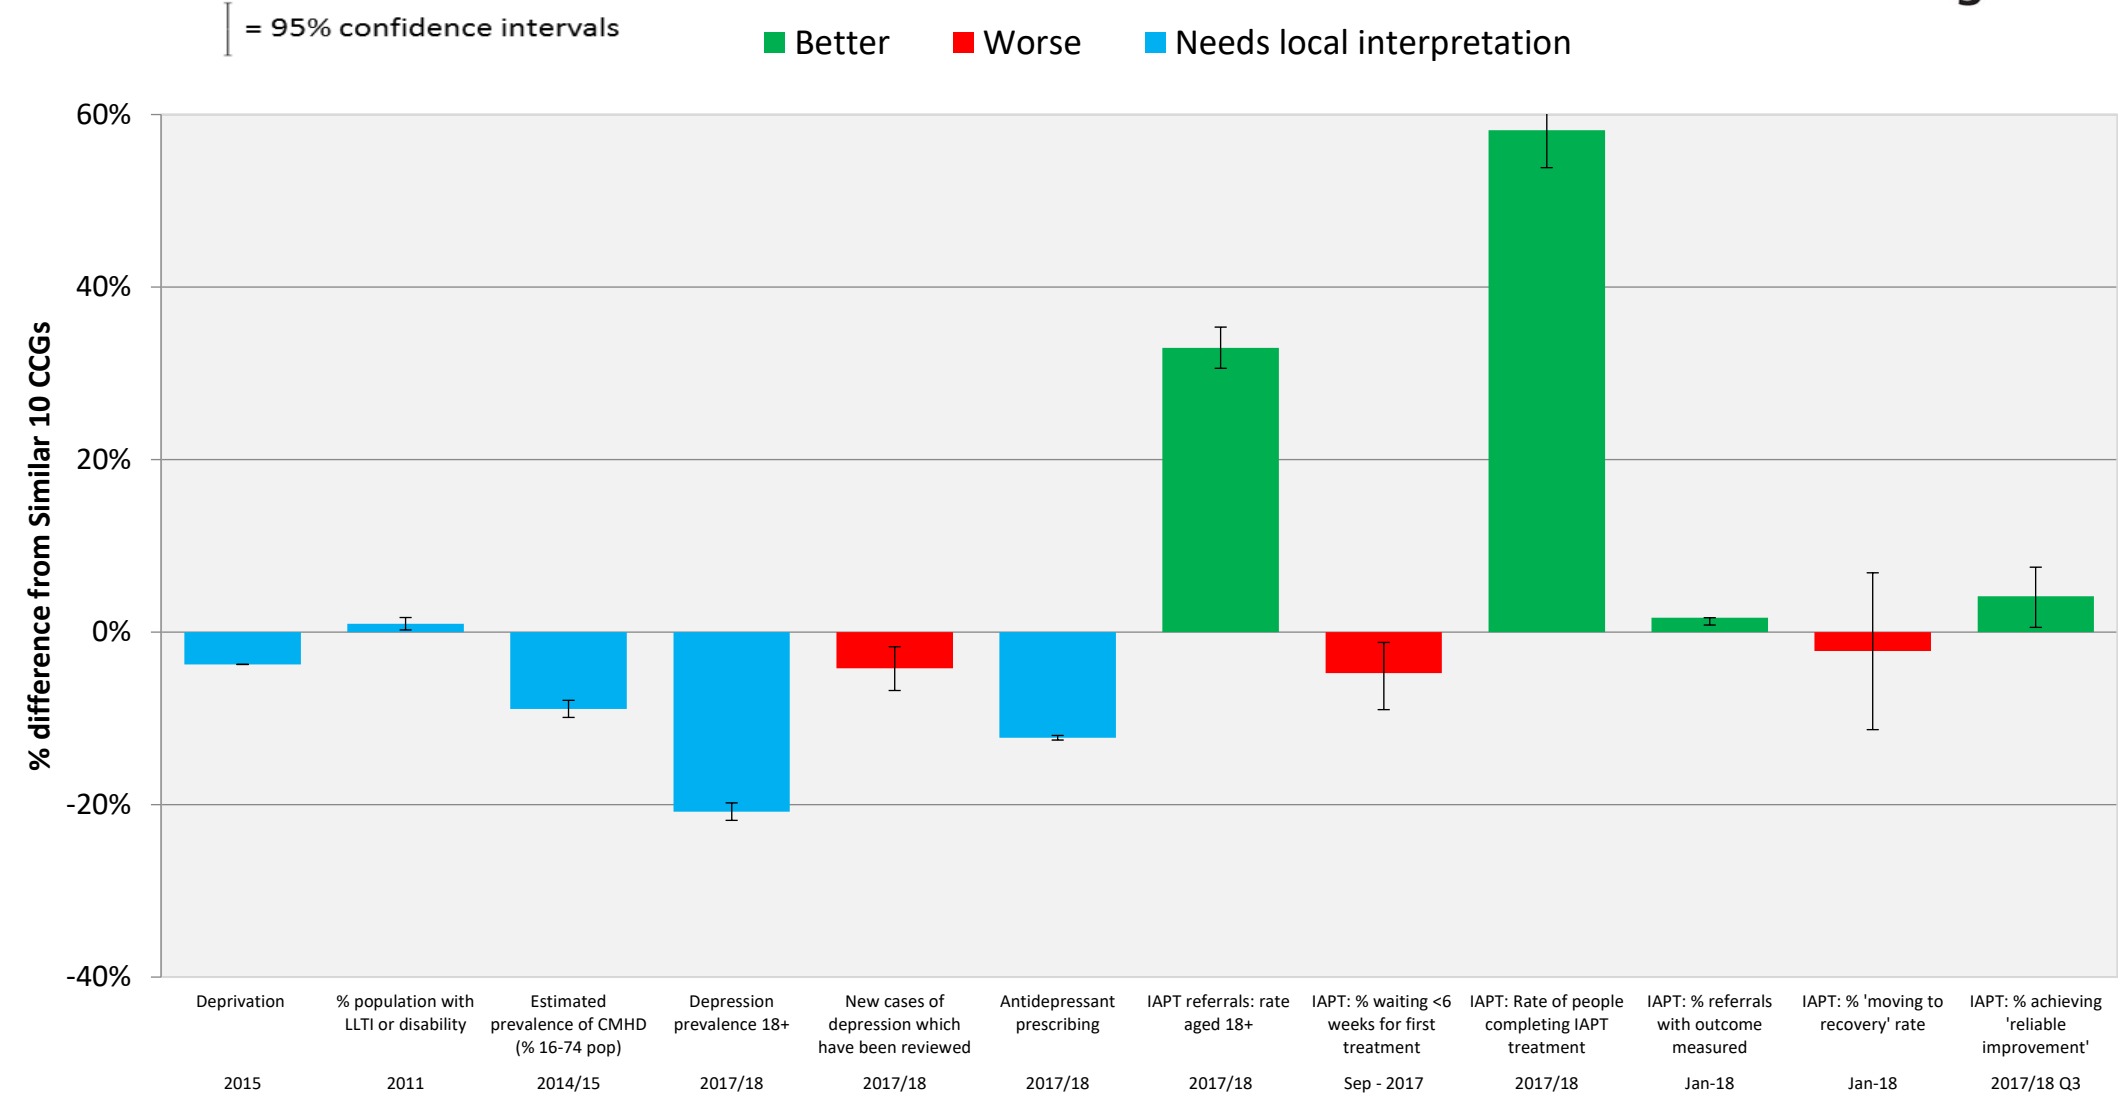 = 95% confidence intervals
Better Worse Needs local interpretation
60%
40%
20%
0%
-20%
-40%
% difference from Similar 10 CCGs
Deprivation
2015
% population with
LLTI or disability
2011
Estimated
prevalence of CMHD
(% 16-74 pop)
2014/15
Depression
prevalence 18+
2017/18
New cases of
depression which
have been reviewed
2017/18
Antidepressant
prescribing
2017/18
IAPT referrals: rate
aged 18+
2017/18
IAPT: % waiting <6
weeks for first
treatment
Sep - 2017
IAPT: Rate of people
completing IAPT
treatment
2017/18
IAPT: % referrals
with outcome
measured
Jan-18
IAPT: % 'moving to
recovery' rate
Jan-18
IAPT: % achieving
'reliable
improvement'
2017/18 Q3